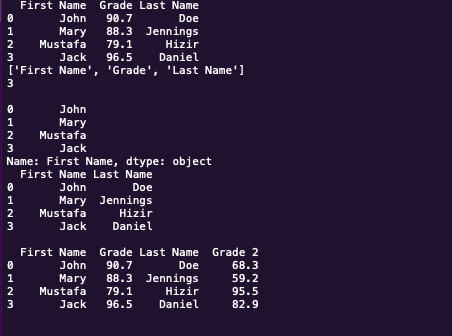 First Name  Grade Last Name
0       John   90.7       Doe
1       Mary   88.3  Jennings
2    Mustafa   79.1     Hizir
3       Jack   96.5    Daniel
['First Name', 'Grade', 'Last Name']
3
0       John
1       Mary
2    Mustafa
3       Jack
Name: First Name, dtype: object
First Name Last Name
0       John       Doe
1       Mary  Jennings
2    Mustafa     Hizir
3       Jack    Daniel
First Name  Grade Last Name  Grade 2
0       John   90.7       Doe     68.3
1       Mary   88.3  Jennings     59.2
2    Mustafa   79.1     Hizir     95.5
3       Jack   96.5    Daniel     82.9